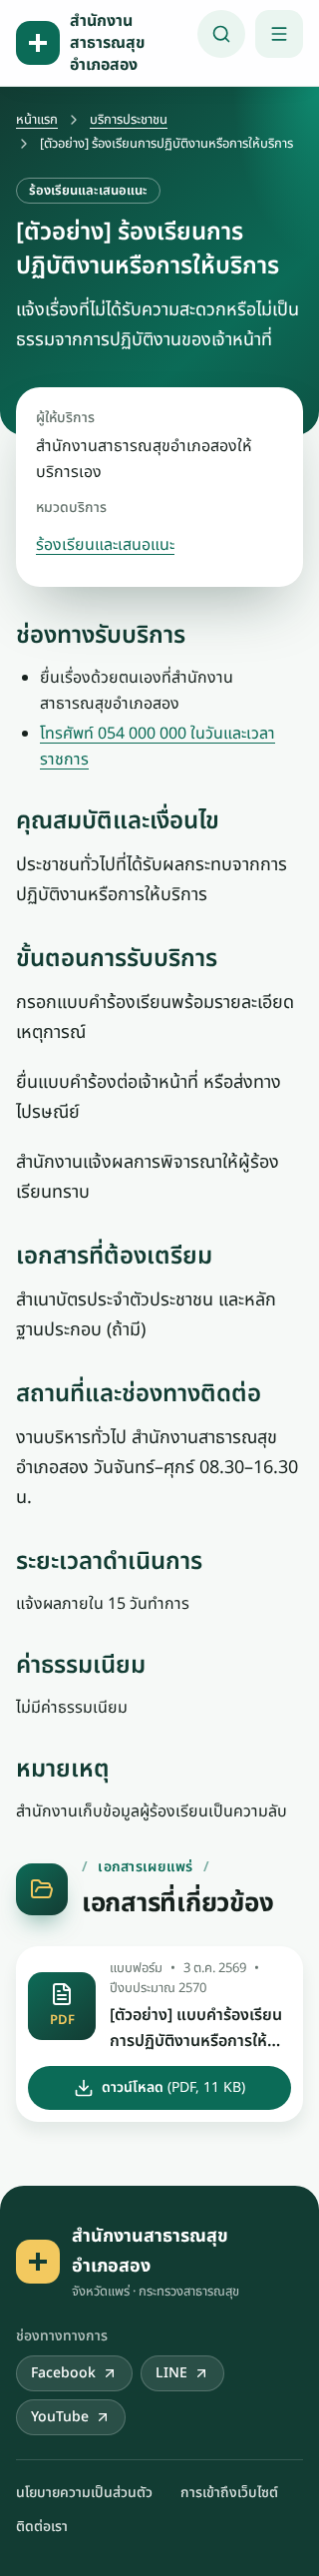 สำนักงาน
สาธารณสุข
อำเภอสอง
หน้าแรก
บริการประชาชน
[ตัวอย่าง] ร้องเรียนการปฏิบัติงานหรือการให้บริการ
ร้องเรียนและเสนอแนะ
[ตัวอย่าง] ร้องเรียนการ
ปฏิบัติงานหรือการให้บริการ
แจ้งเรื่องที่ไม่ได้รับความสะดวกหรือไม่เป็น
ธรรมจากการปฏิบัติงานของเจ้าหน้าที่
ผู้ให้บริการ
สำนักงานสาธารณสุขอำเภอสองให้
บริการเอง
หมวดบริการ
ร้องเรียนและเสนอแนะ
ช่องทางรับบริการ
ยื่นเรื่องด้วยตนเองที่สำนักงาน
สาธารณสุขอำเภอสอง
โทรศัพท์ 054 000 000 ในวันและเวลา
ราชการ
คุณสมบัติและเงื่อนไข
ประชาชนทั่วไปที่ได้รับผลกระทบจากการ
ปฏิบัติงานหรือการให้บริการ
ขั้นตอนการรับบริการ
กรอกแบบคำร้องเรียนพร้อมรายละเอียด
เหตุการณ์
ยื่นแบบคำร้องต่อเจ้าหน้าที่ หรือส่งทาง
ไปรษณีย์
สำนักงานแจ้งผลการพิจารณาให้ผู้ร้อง
เรียนทราบ
เอกสารที่ต้องเตรียม
สำเนาบัตรประจำตัวประชาชน และหลัก
ฐานประกอบ (ถ้ามี)
สถานที่และช่องทางติดต่อ
งานบริหารทั่วไป สำนักงานสาธารณสุข
อำเภอสอง วันจันทร์–ศุกร์ 08.30–16.30
น.
ระยะเวลาดำเนินการ
แจ้งผลภายใน 15 วันทำการ
ค่าธรรมเนียม
ไม่มีค่าธรรมเนียม
หมายเหตุ
สำนักงานเก็บข้อมูลผู้ร้องเรียนเป็นความลับ
/ เอกสารเผยแพร่ /
เอกสารที่เกี่ยวข้อง
แบบฟอร์ม • 3 ต.ค. 2569 •
ปีงบประมาณ 2570
PDF
[ตัวอย่าง] แบบคำร้องเรียน
การปฏิบัติงานหรือการให้...
ดาวน์โหลด (PDF, 11 KB)
สำนักงานสาธารณสุข
อำเภอสอง
จังหวัดแพร่ · กระทรวงสาธารณสุข
ช่องทางทางการ
Facebook
LINE
YouTube
นโยบายความเป็นส่วนตัว
การเข้าถึงเว็บไซต์
ติดต่อเรา